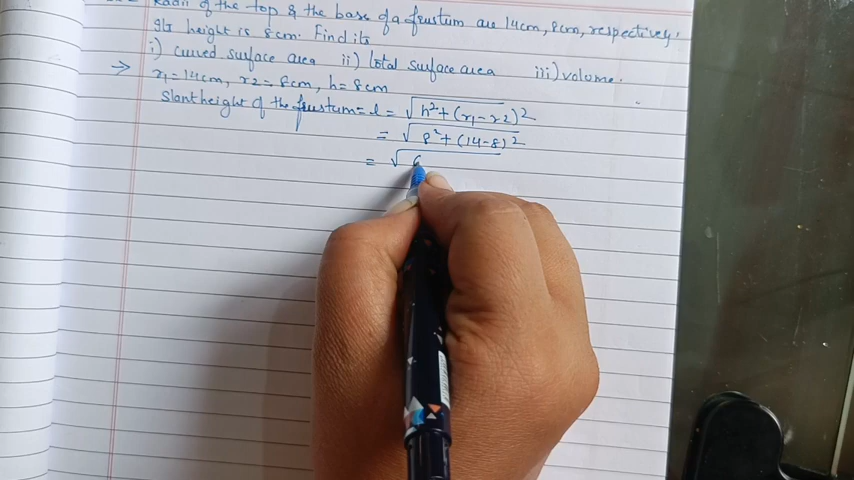 Radii of the top & the base of a frustum are 14cm, 8cm, respectively.
Its height is 8cm. Find its
i) curved surface area ii) total surface area iii) volume.
→ r1 = 14cm, r2 = 8cm, h = 8cm
Slant height of the frustum = l = √h²+(r1-r2)²
= √8²+(14-8)²
= √6